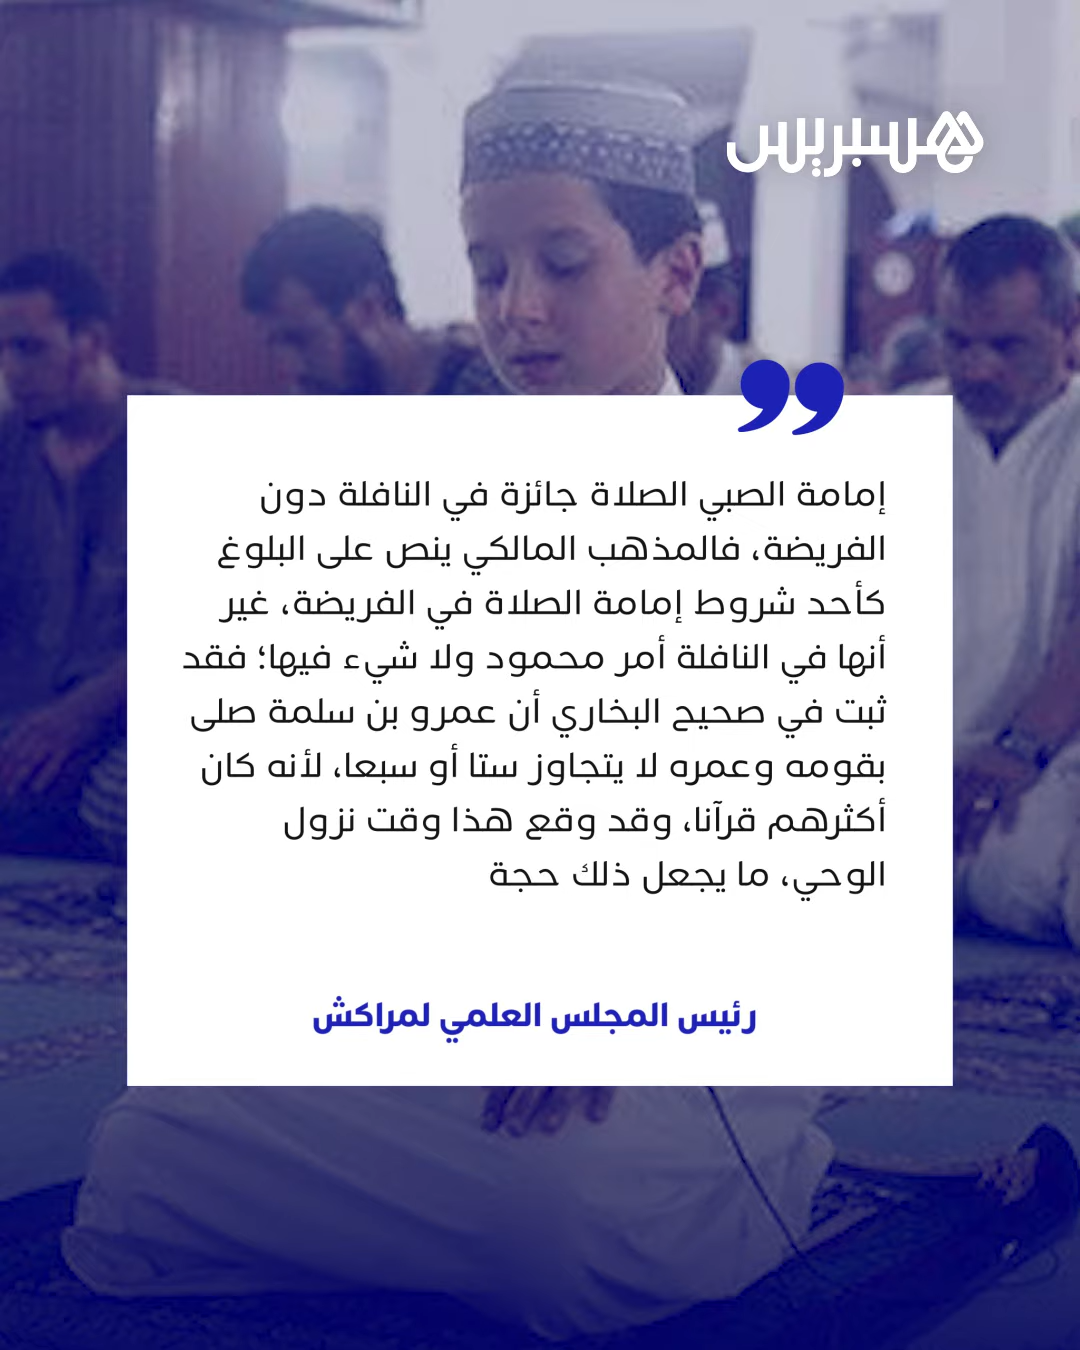 هسبريس
إمامة الصبي الصلاة جائزة في النافلة دون
الفريضة، فالمذهب المالكي ينص على البلوغ
كأحد شروط إمامة الصلاة في الفريضة، غير
أنها في النافلة أمر محمود ولا شيء فيها؛ فقد
ثبت في صحيح البخاري أن عمرو بن سلمة صلى
بقومه وعمره لا يتجاوز ستا أو سبعا، لأنه كان
أكثرهم قرآنا، وقد وقع هذا وقت نزول
الوحي، ما يجعل ذلك حجة
رئيس المجلس العلمي لمراكش